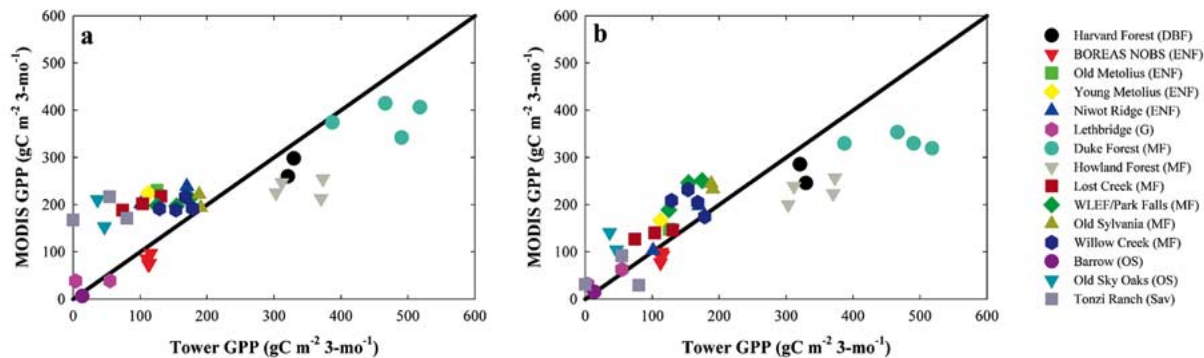 a
600
500
400
300
200
100
0
MODIS GPP (gC m⁻² 3-mo⁻¹)
0 100 200 300 400 500 600
Tower GPP (gC m⁻² 3-mo⁻¹)
b
600
500
400
300
200
100
0
MODIS GPP (gC m⁻² 3-mo⁻¹)
0 100 200 300 400 500 600
Tower GPP (gC m⁻² 3-mo⁻¹)
Harvard Forest (DBF)
BOREAS NOBS (ENF)
Old Metolius (ENF)
Young Metolius (ENF)
Niwot Ridge (ENF)
Lethbridge (G)
Duke Forest (MF)
Howland Forest (MF)
Lost Creek (MF)
WLEF/Park Falls (MF)
Old Sylvania (MF)
Willow Creek (MF)
Barrow (OS)
Old Sky Oaks (OS)
Tonzi Ranch (Sav)